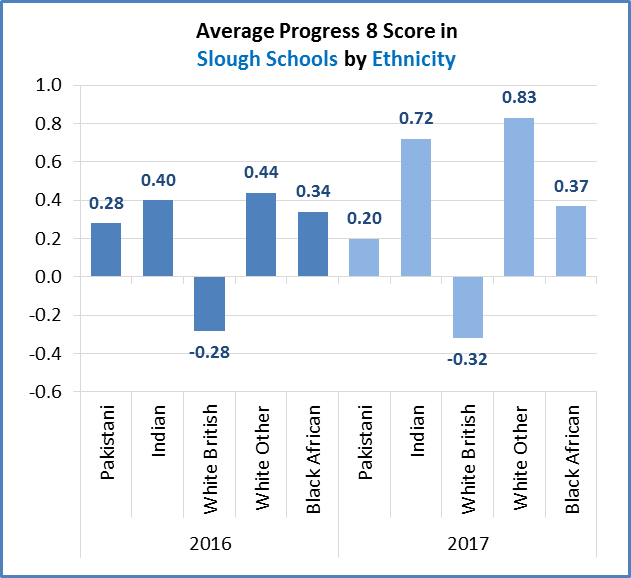 Average Progress 8 Score in
Slough Schools by Ethnicity
1.0
0.8
0.6
0.4
0.2
0.0
-0.2
-0.4
-0.6
0.28
0.40
-0.28
0.44
0.34
0.20
0.72
-0.32
0.83
0.37
Pakistani
Indian
White British
White Other
Black African
Pakistani
Indian
White British
White Other
Black African
2016
2017